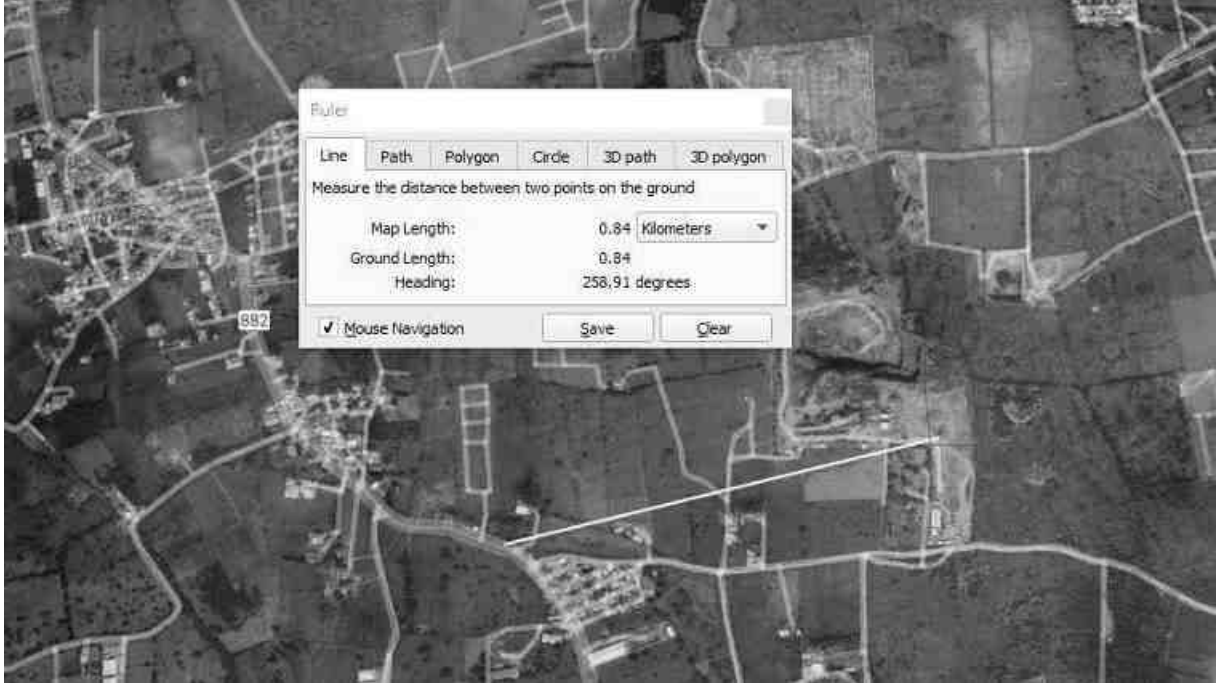 Ruler
Line Path Polygon Circle 3D path 3D polygon
Measure the distance between two points on the ground
Map Length: 0.84 Kilometers
Ground Length: 0.84
Heading: 258.91 degrees
882
Mouse Navigation Save Clear